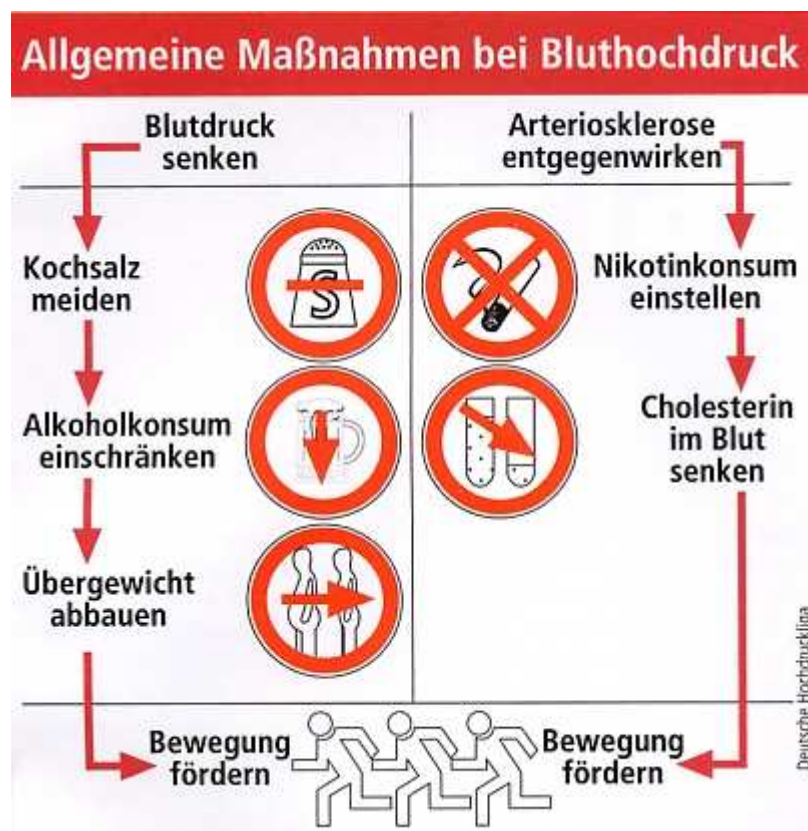 Allgemeine Maßnahmen bei Bluthochdruck
Blutdruck
senken
Kochsalz
meiden
Alkoholkonsum
einschränken
Übergewicht
abbauen
Bewegung
fördern
Arteriosklerose
entgegenwirken
Nikotinkonsum
einstellen
Cholesterin
im Blut
senken
Bewegung
fördern
S
Deutsche Hochdruckliga